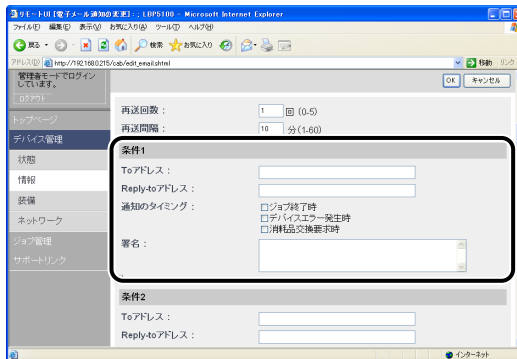 リモートUI [電子メール通知の変更] : ; LBP5100 - Microsoft Internet Explorer
ファイル(F) 編集(E) 表示(V) お気に入り(A) ツール(T) ヘルプ(H)
戻る 検索 お気に入り
アドレス(D) http://192.168.0.215/cab/edit_email.shtml 移動 リンク
管理者モードでログインしています。
ログアウト
OK キャンセル
トップページ
デバイス管理
状態
情報
装備
ネットワーク
ジョブ管理
サポートリンク
再送回数: 1 回 (0-5)
再送間隔: 10 分(1-60)
条件1
Toアドレス:
Reply-toアドレス:
通知のタイミング: ジョブ終了時
デバイスエラー発生時
消耗品交換要求時
署名:
条件2
Toアドレス:
Reply-toアドレス:
インターネット